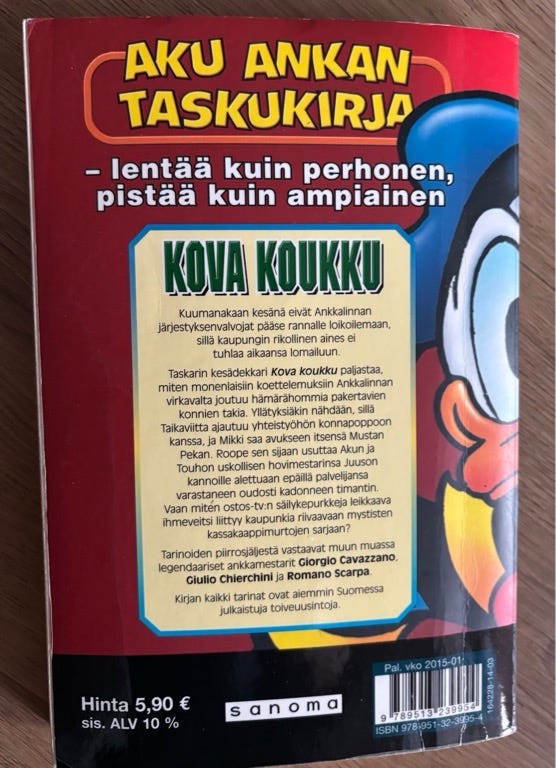 AKU ANKAN
TASKUKIRJA
– lentää kuin perhonen,
pistää kuin ampiainen
KOVA KOUKKU
Kuumanakaan kesänä eivät Ankkalinnan
järjestyksenvalvojat pääse rannalle loikoilemaan,
sillä kaupungin rikollinen aines ei
tuhlaa aikaansa lomailuun.
Taskarin kesädekkari Kova koukku paljastaa,
miten monenlaisiin koettelemuksiin Ankkalinnan
virkavalta joutuu hämärähommia pakertavien
konnien takia. Yllätyksiäkin nähdään, sillä
Taikaviitta ajautuu yhteistyöhön konnapoppoon
kanssa, ja Mikki saa avukseen itsensä Mustan
Pekan. Roope sen sijaan usuttaa Akun ja
Touhon uskollisen hovimestarinsa Juuson
kannoille alettuaan epäillä palvelijansa
varastaneen oudosti kadonneen timantin.
Vaan miten ostos-tv:n säilykepurkkeja leikkaava
ihmeveitsi liittyy kaupunkia riivaavaan mystisten
kassakaappimurtojen sarjaan?
Tarinoiden piirrosjäljestä vastaavat muun muassa
legendaariset ankkamestarit Giorgio Cavazzano,
Giulio Chierchini ja Romano Scarpa.
Kirjan kaikki tarinat ovat aiemmin Suomessa
julkaistuja toiveuusintoja.
Hinta 5,90 €
sis. ALV 10 %
sanoma
Pal. vko 2015-01
164228-14-03
9 789513 239954
ISBN 978-951-32-3995-4